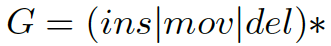 G = (ins|mov|del)*